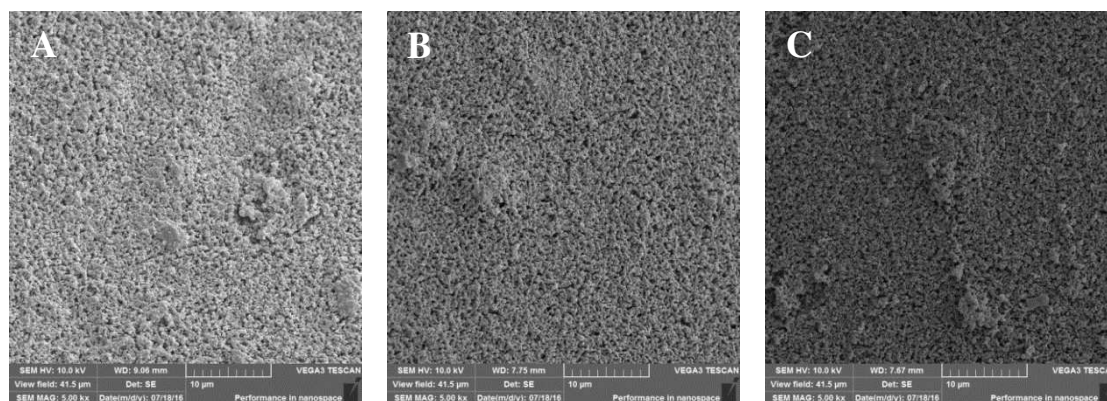 A
SEM HV: 10.0 kV WD: 9.06 mm VEGA3 TESCAN
View field: 41.5 µm Det: SE 10 µm
SEM MAG: 5.00 kx Date(m/d/y): 07/18/16 Performance in nanospace
B
SEM HV: 10.0 kV WD: 7.75 mm VEGA3 TESCAN
View field: 41.5 µm Det: SE 10 µm
SEM MAG: 5.00 kx Date(m/d/y): 07/18/16 Performance in nanospace
C
SEM HV: 10.0 kV WD: 7.67 mm VEGA3 TESCAN
View field: 41.5 µm Det: SE 10 µm
SEM MAG: 5.00 kx Date(m/d/y): 07/18/16 Performance in nanospace